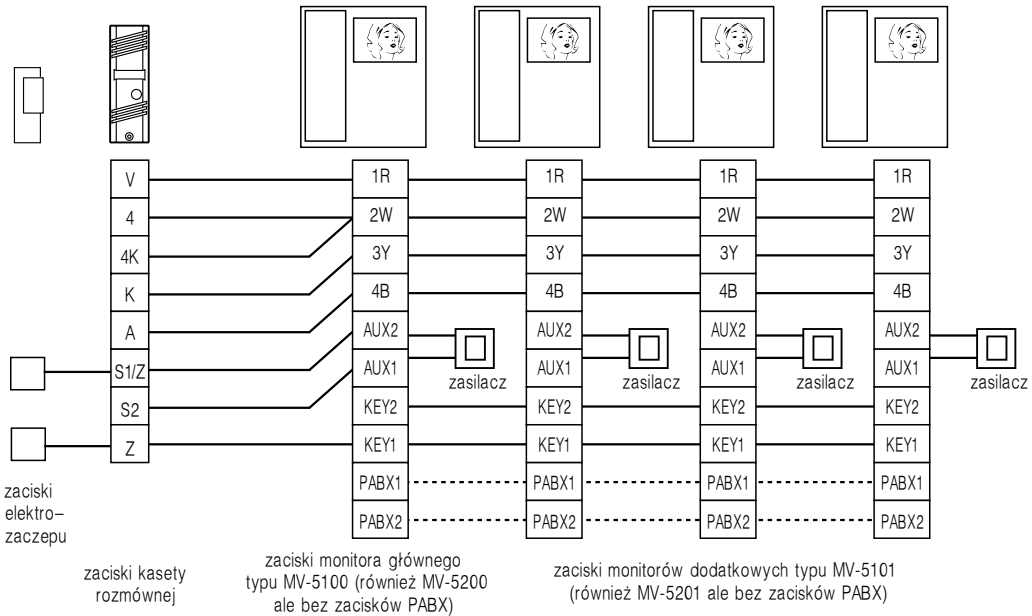 V 1R 1R 1R 1R
4 2W 2W 2W 2W
4K 3Y 3Y 3Y 3Y
K 4B 4B 4B 4B
A AUX2 AUX2 AUX2 AUX2
S1/Z AUX1 AUX1 AUX1 AUX1
zasilacz zasilacz zasilacz zasilacz
S2 KEY2 KEY2 KEY2 KEY2
Z KEY1 KEY1 KEY1 KEY1
PABX1 PABX1 PABX1 PABX1
PABX2 PABX2 PABX2 PABX2
zaciski
elektro–
zaczepu
zaciski kasety
rozmównej
zaciski monitora głównego
typu MV-5100 (również MV-5200
ale bez zacisków PABX)
zaciski monitorów dodatkowych typu MV-5101
(również MV-5201 ale bez zacisków PABX)